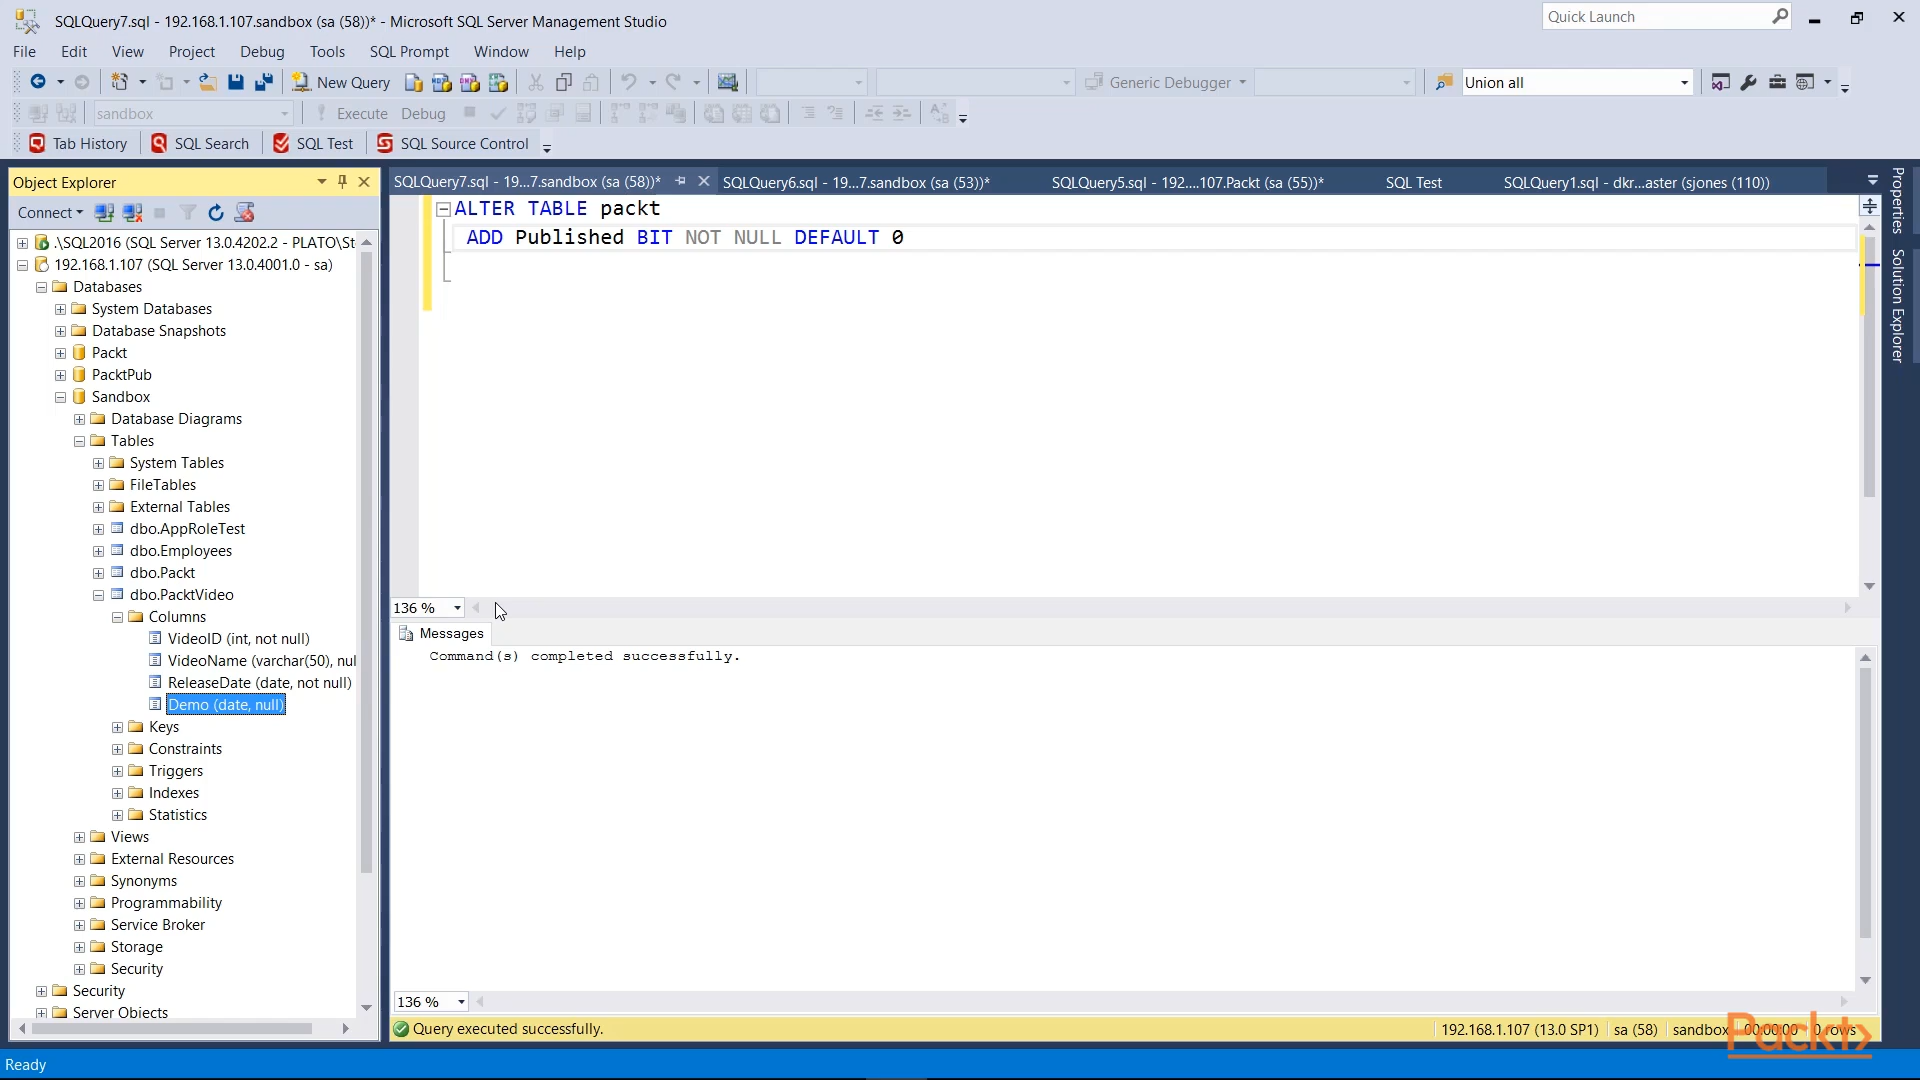 SQLQuery7.sql - 192.168.1.107.sandbox (sa (58))* - Microsoft SQL Server Management Studio
Quick Launch
File Edit View Project Debug Tools SQL Prompt Window Help
New Query Generic Debugger Union all
sandbox Execute Debug
Tab History SQL Search SQL Test SQL Source Control
Object Explorer
SQLQuery7.sql - 19...7.sandbox (sa (58))* SQLQuery6.sql - 19...7.sandbox (sa (53))* SQLQuery5.sql - 192....107.Packt (sa (55))* SQL Test SQLQuery1.sql - dkr...aster (sjones (110))
Properties
Solution Explorer
Connect
.\SQL2016 (SQL Server 13.0.4202.2 - PLATO\St
192.168.1.107 (SQL Server 13.0.4001.0 - sa)
Databases
System Databases
Database Snapshots
Packt
PacktPub
Sandbox
Database Diagrams
Tables
System Tables
FileTables
External Tables
dbo.AppRoleTest
dbo.Employees
dbo.Packt
dbo.PacktVideo
Columns
VideoID (int, not null)
VideoName (varchar(50), nul
ReleaseDate (date, not null)
Demo (date, null)
Keys
Constraints
Triggers
Indexes
Statistics
Views
External Resources
Synonyms
Programmability
Service Broker
Storage
Security
Security
Server Objects
ALTER TABLE packt
ADD Published BIT NOT NULL DEFAULT 0
136 %
Messages
Command(s) completed successfully.
136 %
Query executed successfully.
192.168.1.107 (13.0 SP1) sa (58) sandbox 00:00:00 0 rows
Packt>
Ready